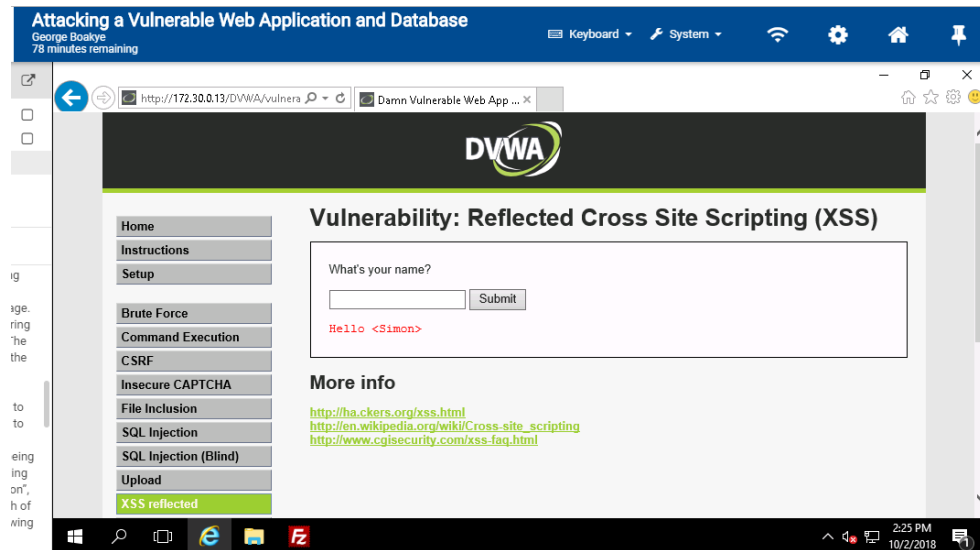 Attacking a Vulnerable Web Application and Database
George Boakye
78 minutes remaining
Keyboard
System
http://172.30.0.13/DVWA/vulnera
Damn Vulnerable Web App ...
DVWA
Home
Instructions
Setup
Brute Force
Command Execution
CSRF
Insecure CAPTCHA
File Inclusion
SQL Injection
SQL Injection (Blind)
Upload
XSS reflected
Vulnerability: Reflected Cross Site Scripting (XSS)
What's your name?
Submit
Hello <Simon>
More info
http://ha.ckers.org/xss.html
http://en.wikipedia.org/wiki/Cross-site_scripting
http://www.cgisecurity.com/xss-faq.html
to
to
the
2:25 PM
10/2/2018
1